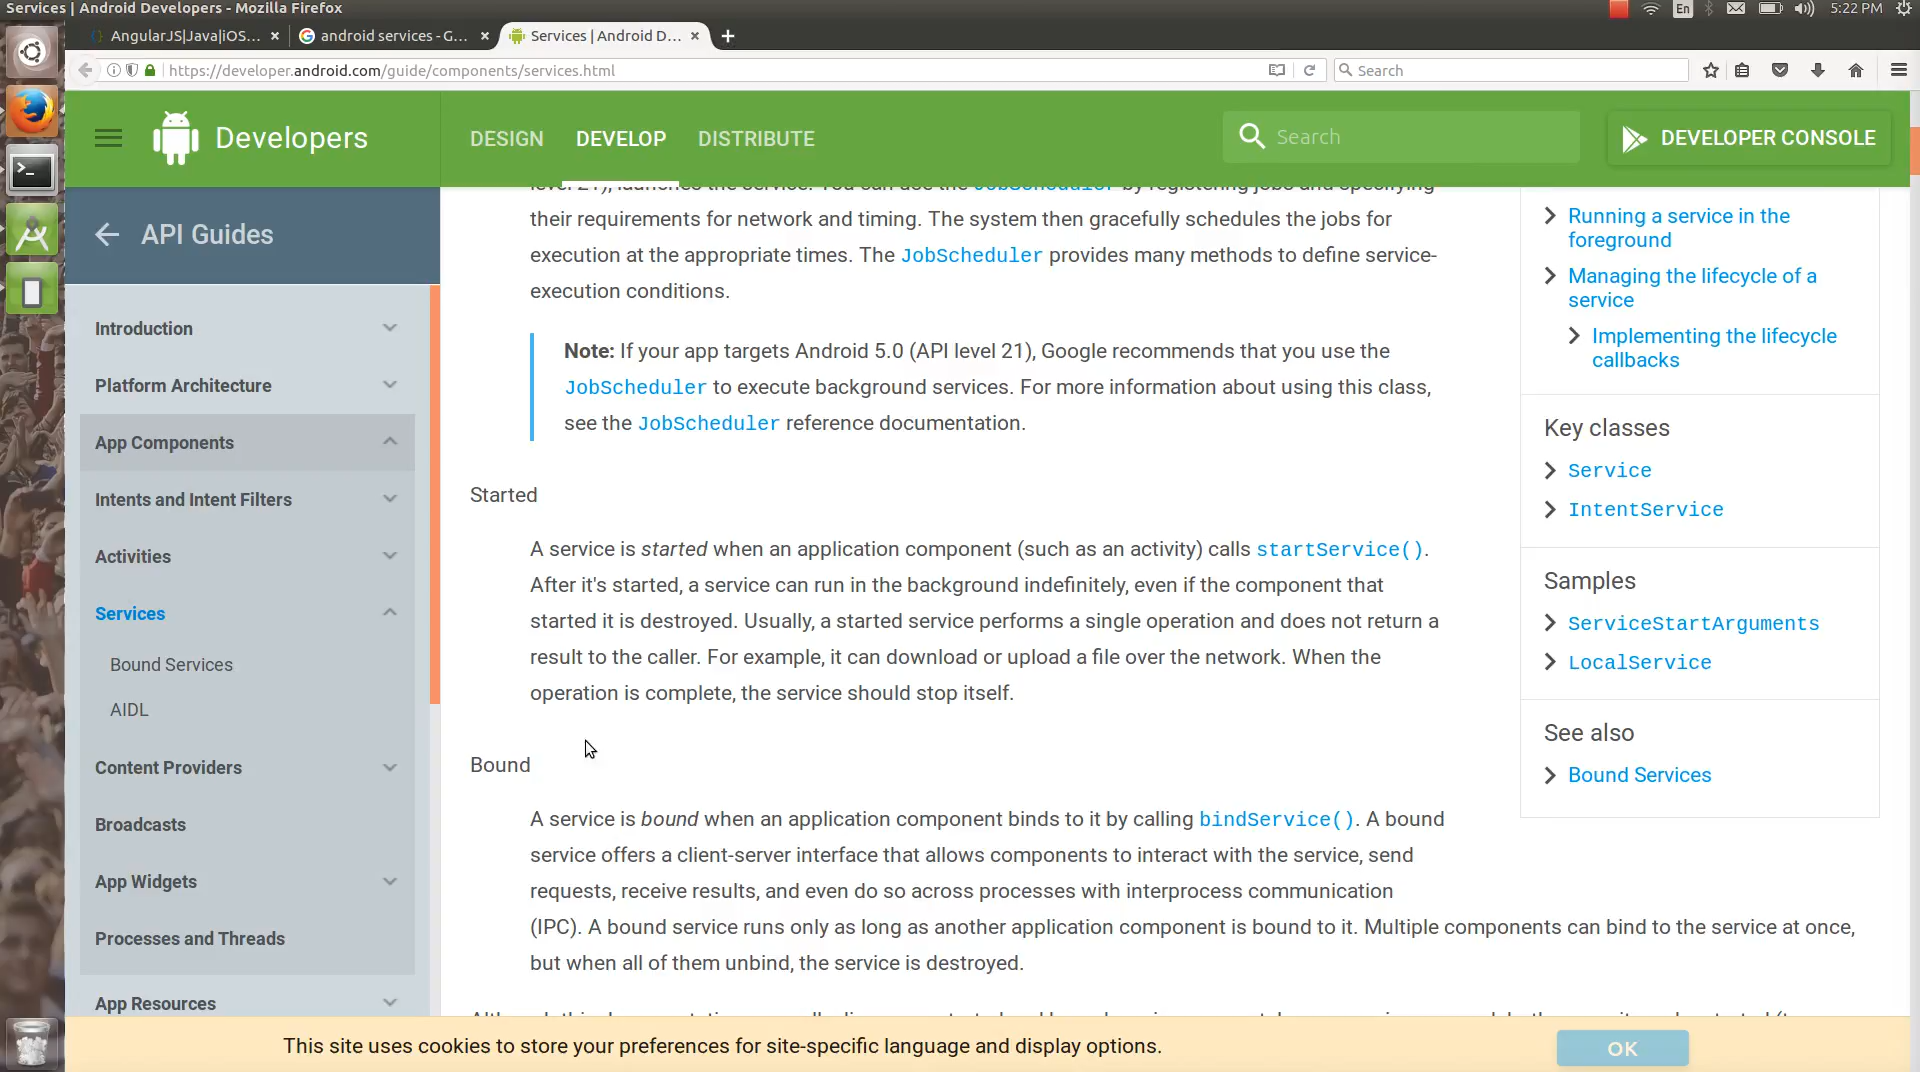 Services | Android Developers - Mozilla Firefox
En
5:22 PM
AngularJS|Java|iOS... ×
android services - G... ×
Services | Android D... ×
https://developer.android.com/guide/components/services.html
Search
Developers
DESIGN
DEVELOP
DISTRIBUTE
Search
DEVELOPER CONSOLE
API Guides
Introduction
Platform Architecture
App Components
Intents and Intent Filters
Activities
Services
Bound Services
AIDL
Content Providers
Broadcasts
App Widgets
Processes and Threads
App Resources
level 21), launches the service. You can use the JobScheduler by registering jobs and specifying
their requirements for network and timing. The system then gracefully schedules the jobs for
execution at the appropriate times. The JobScheduler provides many methods to define service-
execution conditions.
Note: If your app targets Android 5.0 (API level 21), Google recommends that you use the
JobScheduler to execute background services. For more information about using this class,
see the JobScheduler reference documentation.
Started
A service is started when an application component (such as an activity) calls startService().
After it's started, a service can run in the background indefinitely, even if the component that
started it is destroyed. Usually, a started service performs a single operation and does not return a
result to the caller. For example, it can download or upload a file over the network. When the
operation is complete, the service should stop itself.
Bound
A service is bound when an application component binds to it by calling bindService(). A bound
service offers a client-server interface that allows components to interact with the service, send
requests, receive results, and even do so across processes with interprocess communication
(IPC). A bound service runs only as long as another application component is bound to it. Multiple components can bind to the service at once,
but when all of them unbind, the service is destroyed.
Running a service in the
foreground
Managing the lifecycle of a
service
Implementing the lifecycle
callbacks
Key classes
Service
IntentService
Samples
ServiceStartArguments
LocalService
See also
Bound Services
This site uses cookies to store your preferences for site-specific language and display options.
OK